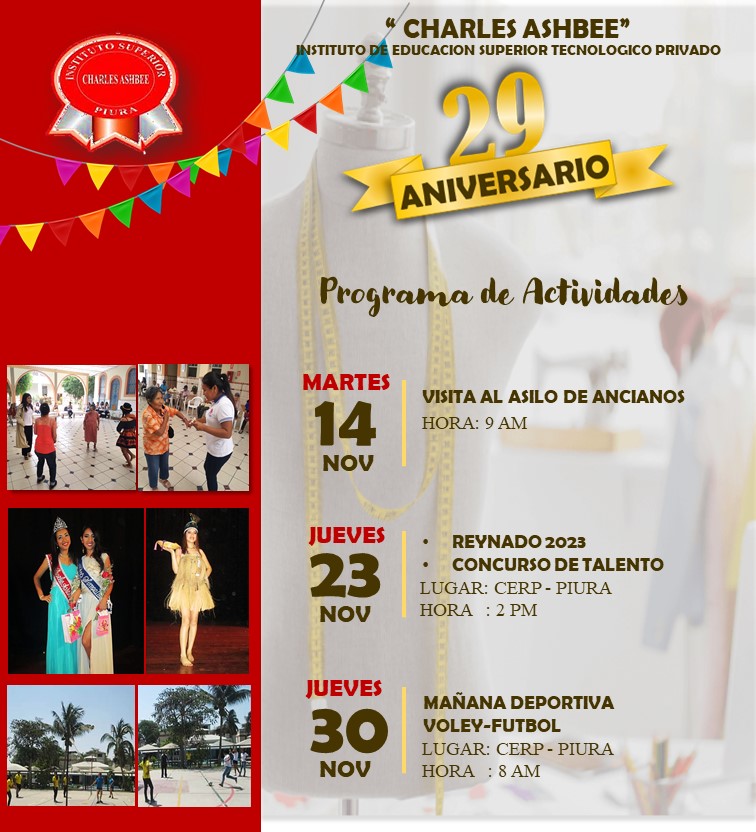 INSTITUTO SUPERIOR
CHARLES ASHBEE
PIURA
“ CHARLES ASHBEE”
INSTITUTO DE EDUCACION SUPERIOR TECNOLOGICO PRIVADO
29
ANIVERSARIO
Programa de Actividades
MARTES
14
NOV
VISITA AL ASILO DE ANCIANOS
HORA: 9 AM
JUEVES
23
NOV
• REYNADO 2023
• CONCURSO DE TALENTO
LUGAR: CERP - PIURA
HORA : 2 PM
JUEVES
30
NOV
MAÑANA DEPORTIVA
VOLEY-FUTBOL
LUGAR: CERP - PIURA
HORA : 8 AM